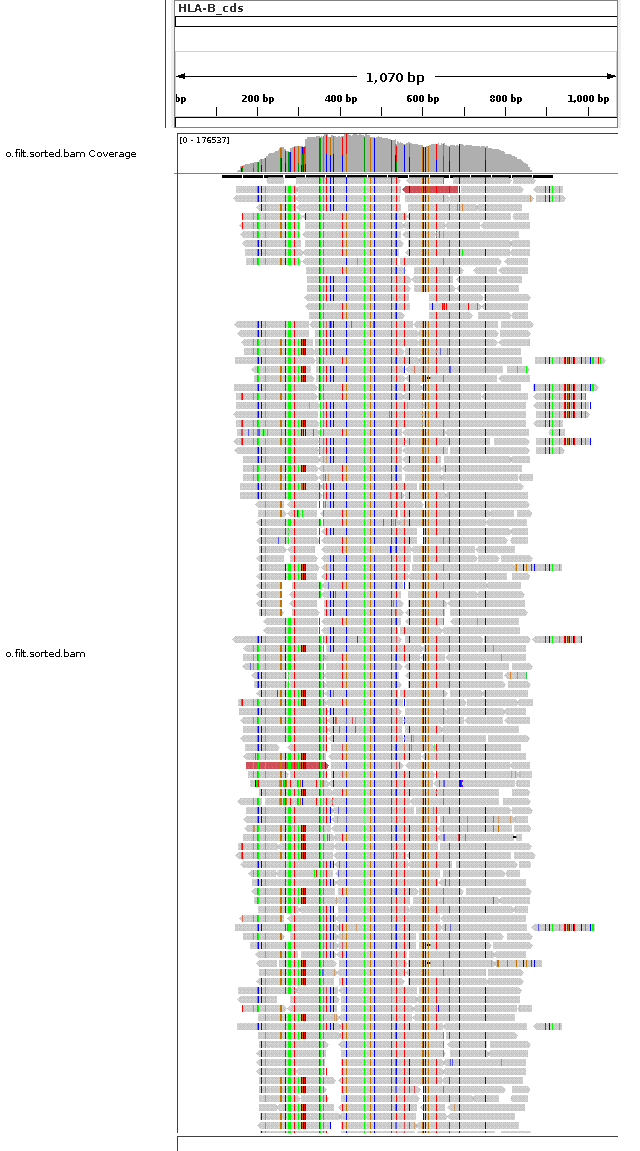 HLA-B_cds
1,070 bp
bp 200 bp 400 bp 600 bp 800 bp 1,000 bp
[0 - 176537]
o.filt.sorted.bam Coverage
o.filt.sorted.bam